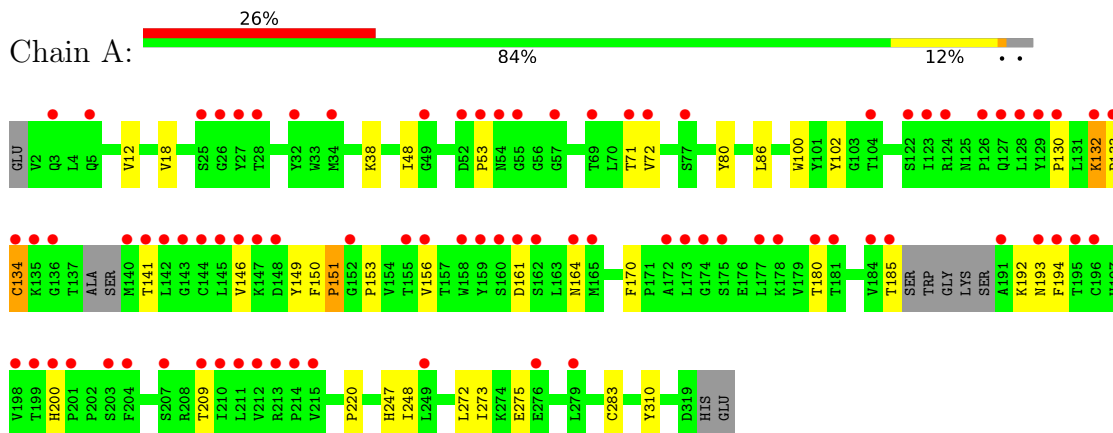 26%
Chain A:
84% 12% • •
GLU V2 Q3 L4 Q5 V12 V18 S25 G26 Y27 T28 Y32 W33 M34 K38 I48 G49 D52 P53 N54 G55 G56 G57 T69 L70 T71 V72 S77 Y80 L86 W100 Y101 Y102 G103 T104 S122 I123 R124 N125 P126 Q127 L128 Y129 P130 L131 K132
C134 K135 G136 T137 ALA SER M140 T141 L142 G143 C144 L145 V146 K147 D148 Y149 F150 P151 G152 P153 V154 T155 V156 T157 W158 Y159 S160 D161 S162 L163 N164 M165 F170 P171 A172 L173 G174 S175 E176 L177 K178 V179 T180 T181 V184 T185 SER TRP GLY LYS SER A191 K192 N193 F194 T195 C196
V198 T199 H200 P201 P202 S203 F204 S207 R208 T209 I210 L211 V212 R213 P214 V215 P220 H247 I248 L249 L272 I273 K274 E275 E276 L279 C283 Y310 D319 HIS GLU